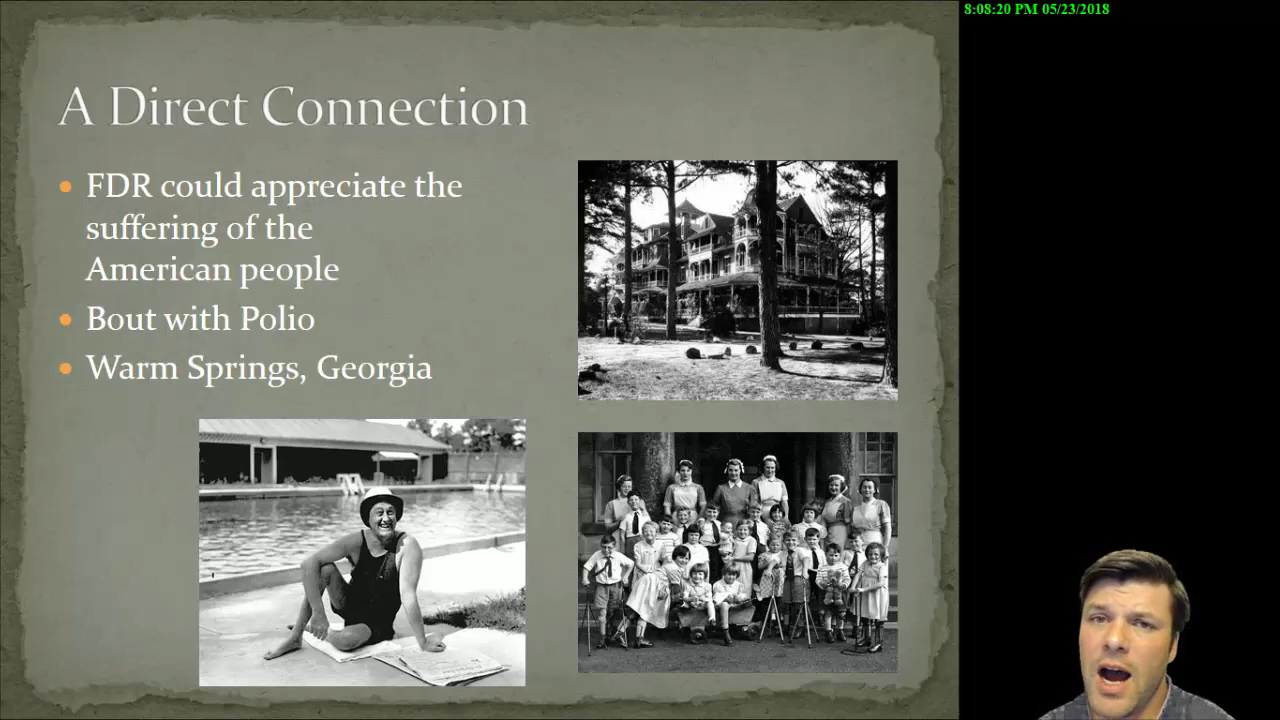 8:08:20 PM 05/23/2018
A Direct Connection
FDR could appreciate the
suffering of the
American people
Bout with Polio
Warm Springs, Georgia